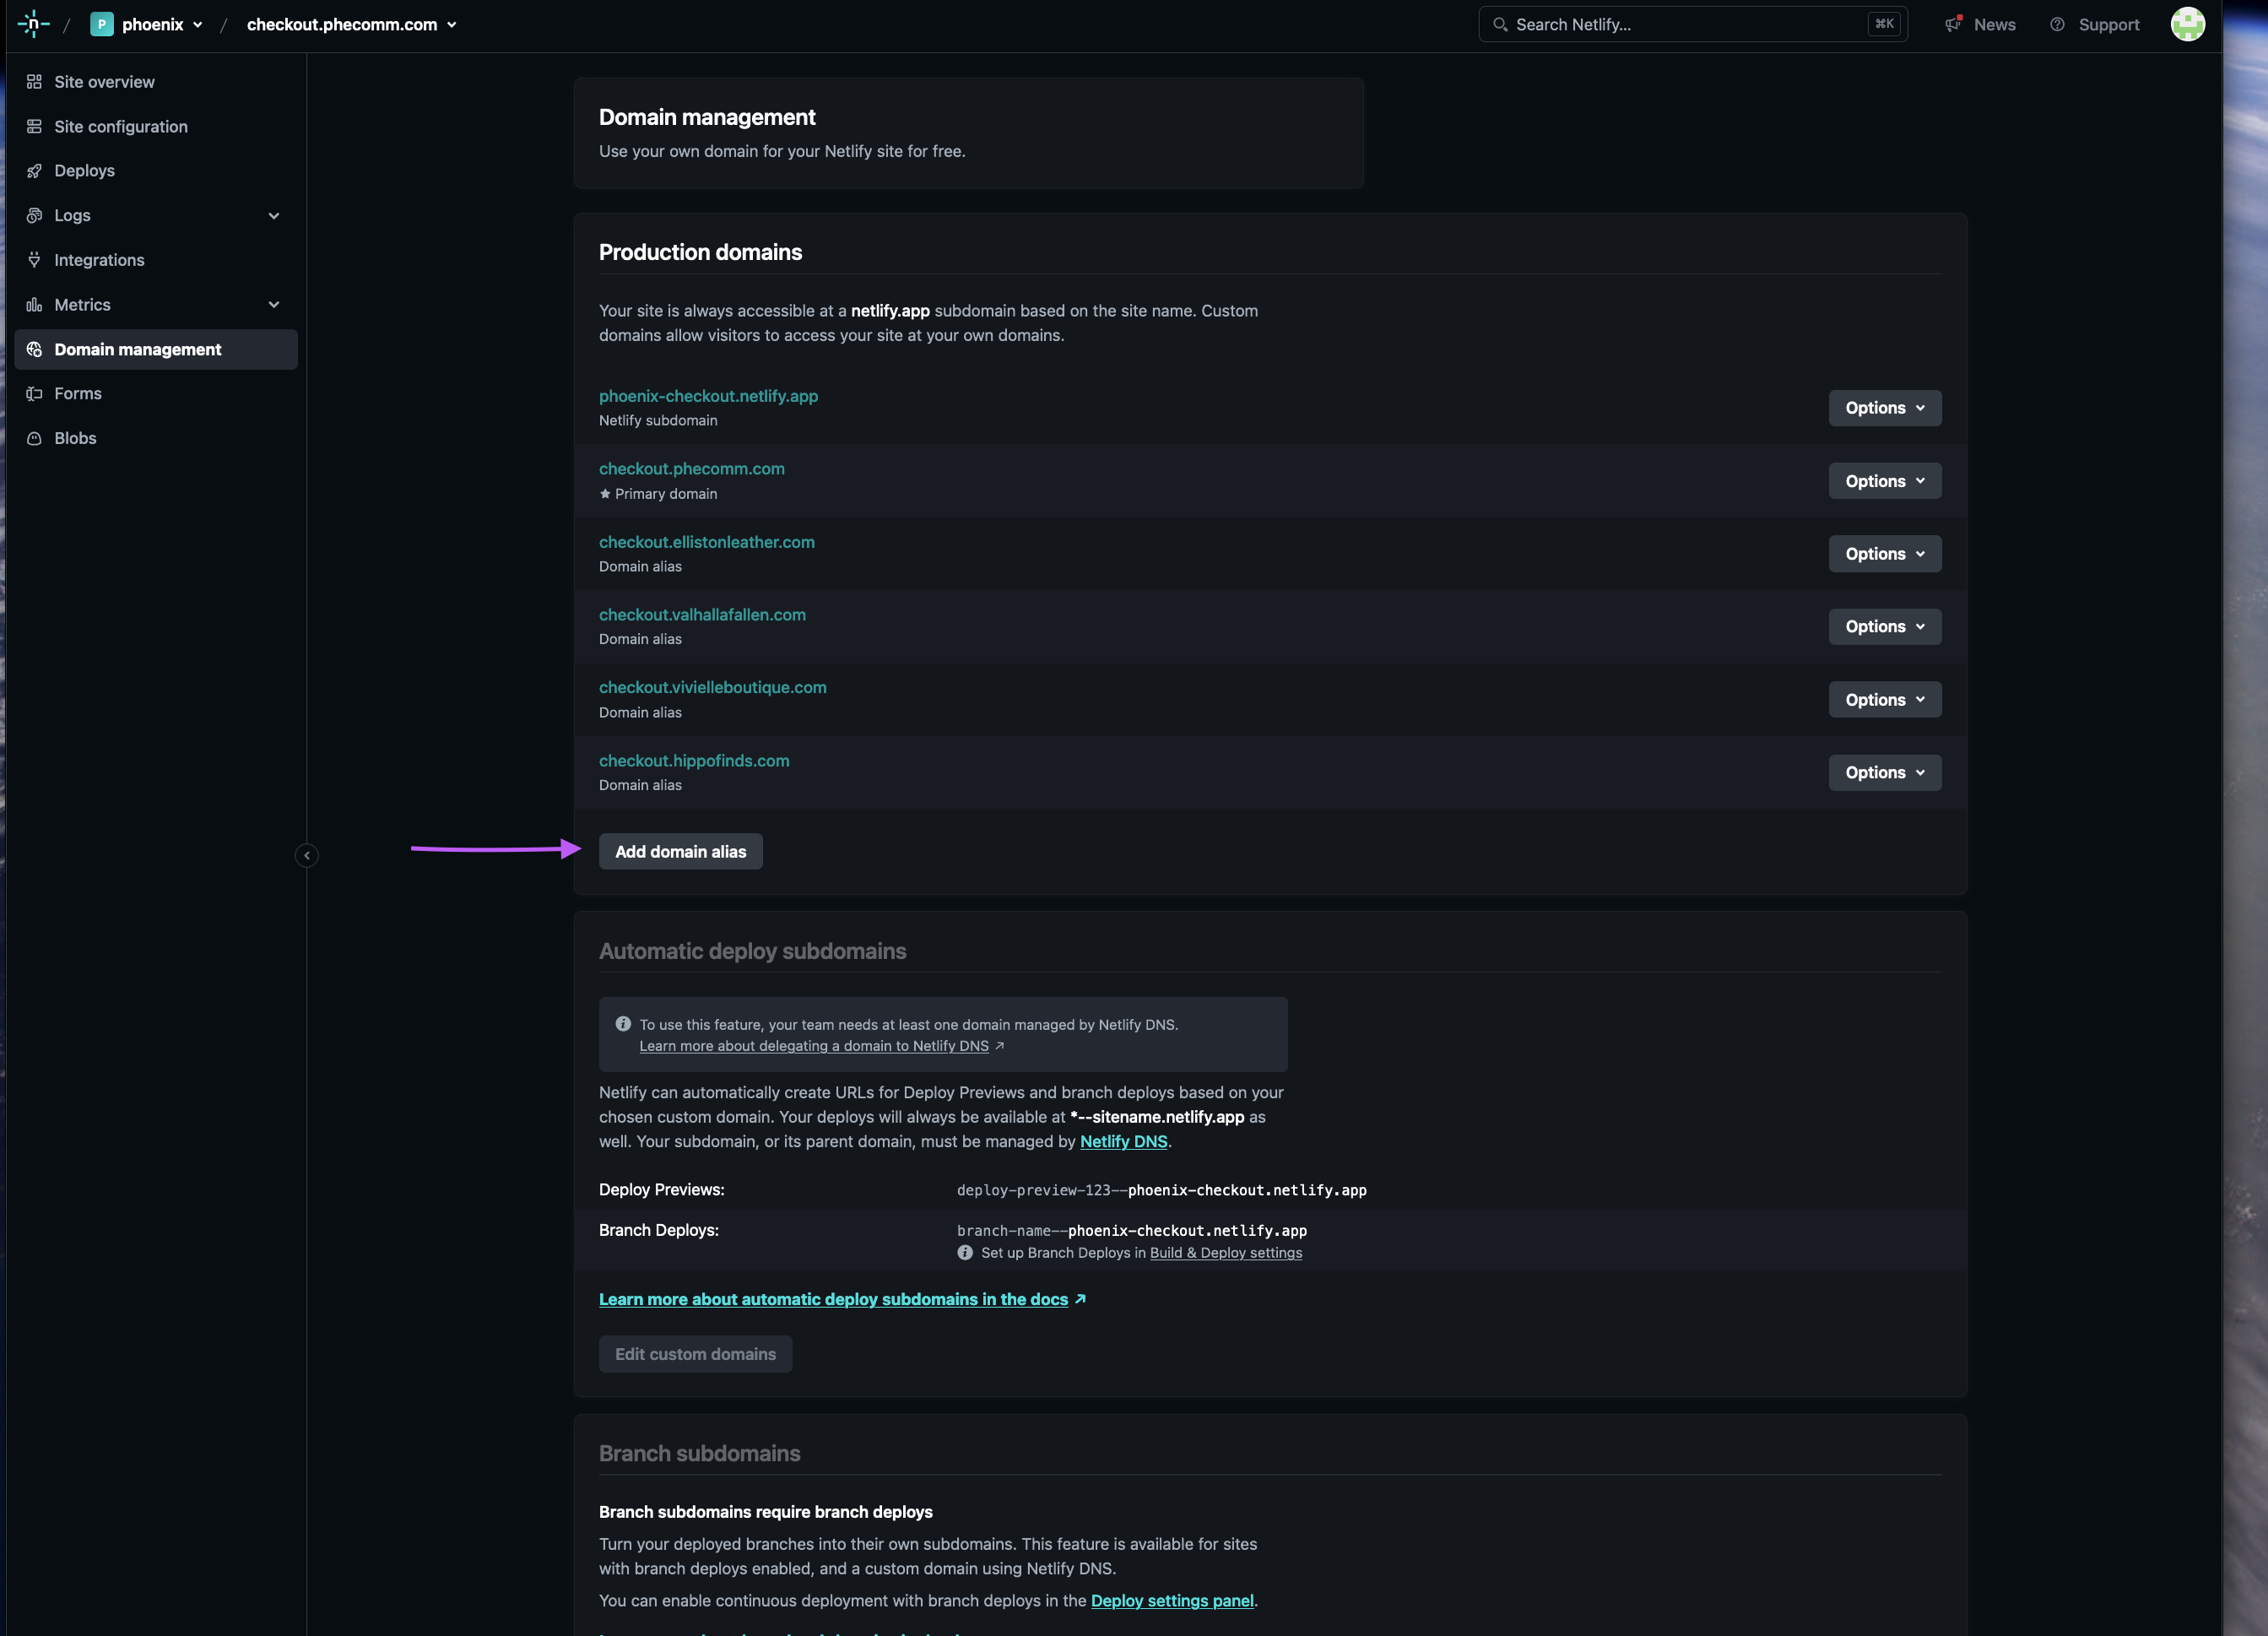 n / P phoenix / checkout.phecomm.com
Search Netlify... ⌘K
News
Support
Site overview
Site configuration
Deploys
Logs
Integrations
Metrics
Domain management
Forms
Blobs
Domain management
Use your own domain for your Netlify site for free.
Production domains
Your site is always accessible at a netlify.app subdomain based on the site name. Custom
domains allow visitors to access your site at your own domains.
phoenix-checkout.netlify.app
Netlify subdomain
Options
checkout.phecomm.com
★ Primary domain
Options
checkout.ellistonleather.com
Domain alias
Options
checkout.valhallafallen.com
Domain alias
Options
checkout.vivielleboutique.com
Domain alias
Options
checkout.hippofinds.com
Domain alias
Options
Add domain alias
Automatic deploy subdomains
To use this feature, your team needs at least one domain managed by Netlify DNS.
Learn more about delegating a domain to Netlify DNS ↗
Netlify can automatically create URLs for Deploy Previews and branch deploys based on your
chosen custom domain. Your deploys will always be available at *--sitename.netlify.app as
well. Your subdomain, or its parent domain, must be managed by Netlify DNS.
Deploy Previews: deploy-preview-123--phoenix-checkout.netlify.app
Branch Deploys: branch-name--phoenix-checkout.netlify.app
Set up Branch Deploys in Build & Deploy settings
Learn more about automatic deploy subdomains in the docs ↗
Edit custom domains
Branch subdomains
Branch subdomains require branch deploys
Turn your deployed branches into their own subdomains. This feature is available for sites
with branch deploys enabled, and a custom domain using Netlify DNS.
You can enable continuous deployment with branch deploys in the Deploy settings panel.